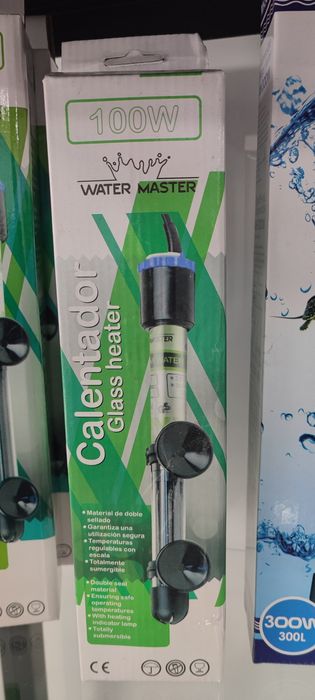 100W
WATER MASTER
Calentador
Glass heater
• Material de doble
sellado
• Garantiza una
utilización segura
• Temperaturas
regulables con
escala
• Totalmente
sumergible
• Double seal
material
• Ensuring safe
operating
temperatures
• With heating
indicator lamp
• Totally
submersible
CE
300W
300L